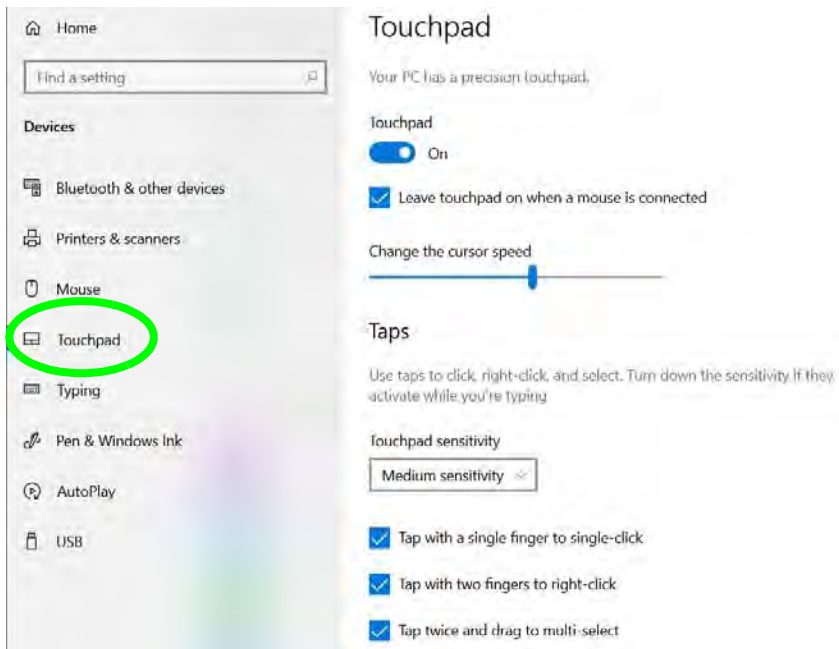 Home
Find a setting
Devices
Bluetooth & other devices
Printers & scanners
Mouse
Touchpad
Typing
Pen & Windows Ink
AutoPlay
USB
Touchpad
Your PC has a precision touchpad.
Touchpad
On
Leave touchpad on when a mouse is connected
Change the cursor speed
Taps
Use taps to click, right-click, and select. Turn down the sensitivity if they
activate while you're typing
Touchpad sensitivity
Medium sensitivity
Tap with a single finger to single-click
Tap with two fingers to right-click
Tap twice and drag to multi-select